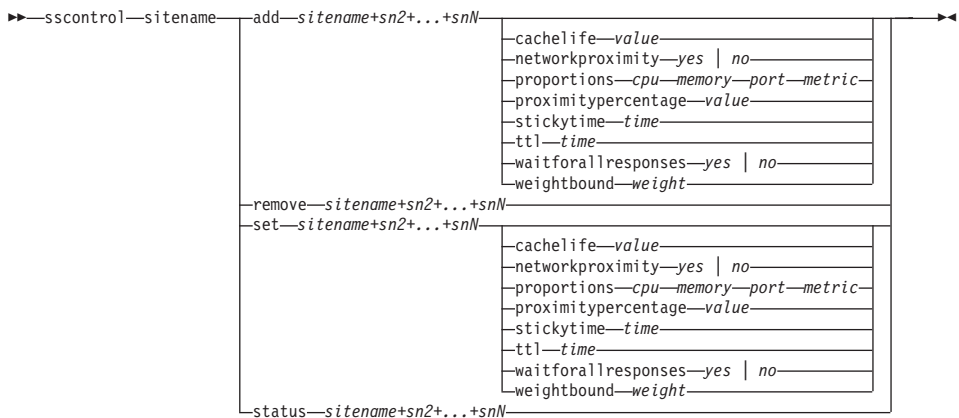 sscontrol sitename add sitename+sn2+...+snN
cachelife value
networkproximity yes | no
proportions cpu memory port metric
proximitypercentage value
stickytime time
ttl time
waitforallresponses yes | no
weightbound weight
remove sitename+sn2+...+snN
set sitename+sn2+...+snN
cachelife value
networkproximity yes | no
proportions cpu memory port metric
proximitypercentage value
stickytime time
ttl time
waitforallresponses yes | no
weightbound weight
status sitename+sn2+...+snN